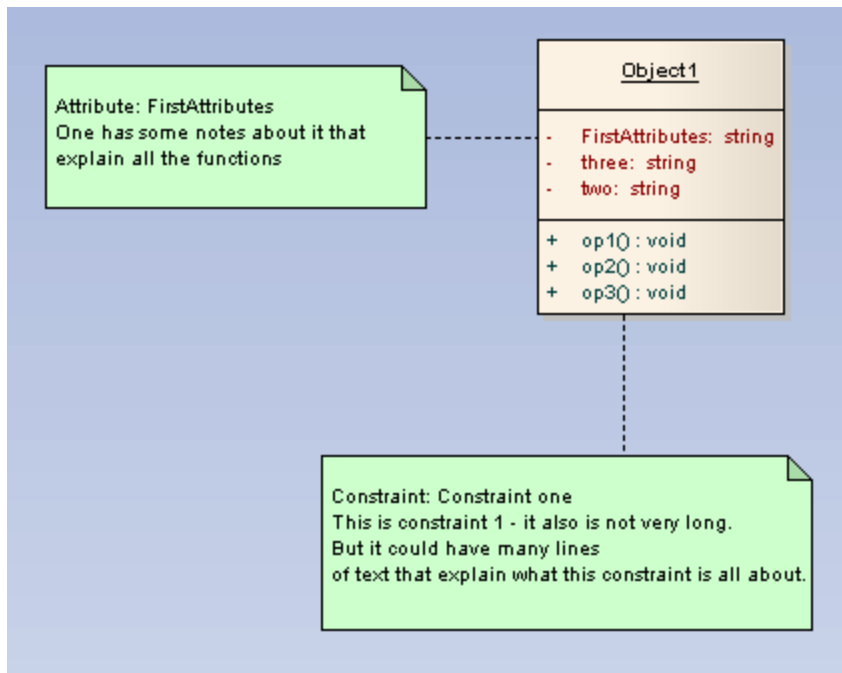 Attribute: FirstAttributes
One has some notes about it that
explain all the functions
Object1
- FirstAttributes: string
- three: string
- two: string
+ op1() : void
+ op2() : void
+ op3() : void
Constraint: Constraint one
This is constraint 1 - it also is not very long.
But it could have many lines
of text that explain what this constraint is all about.